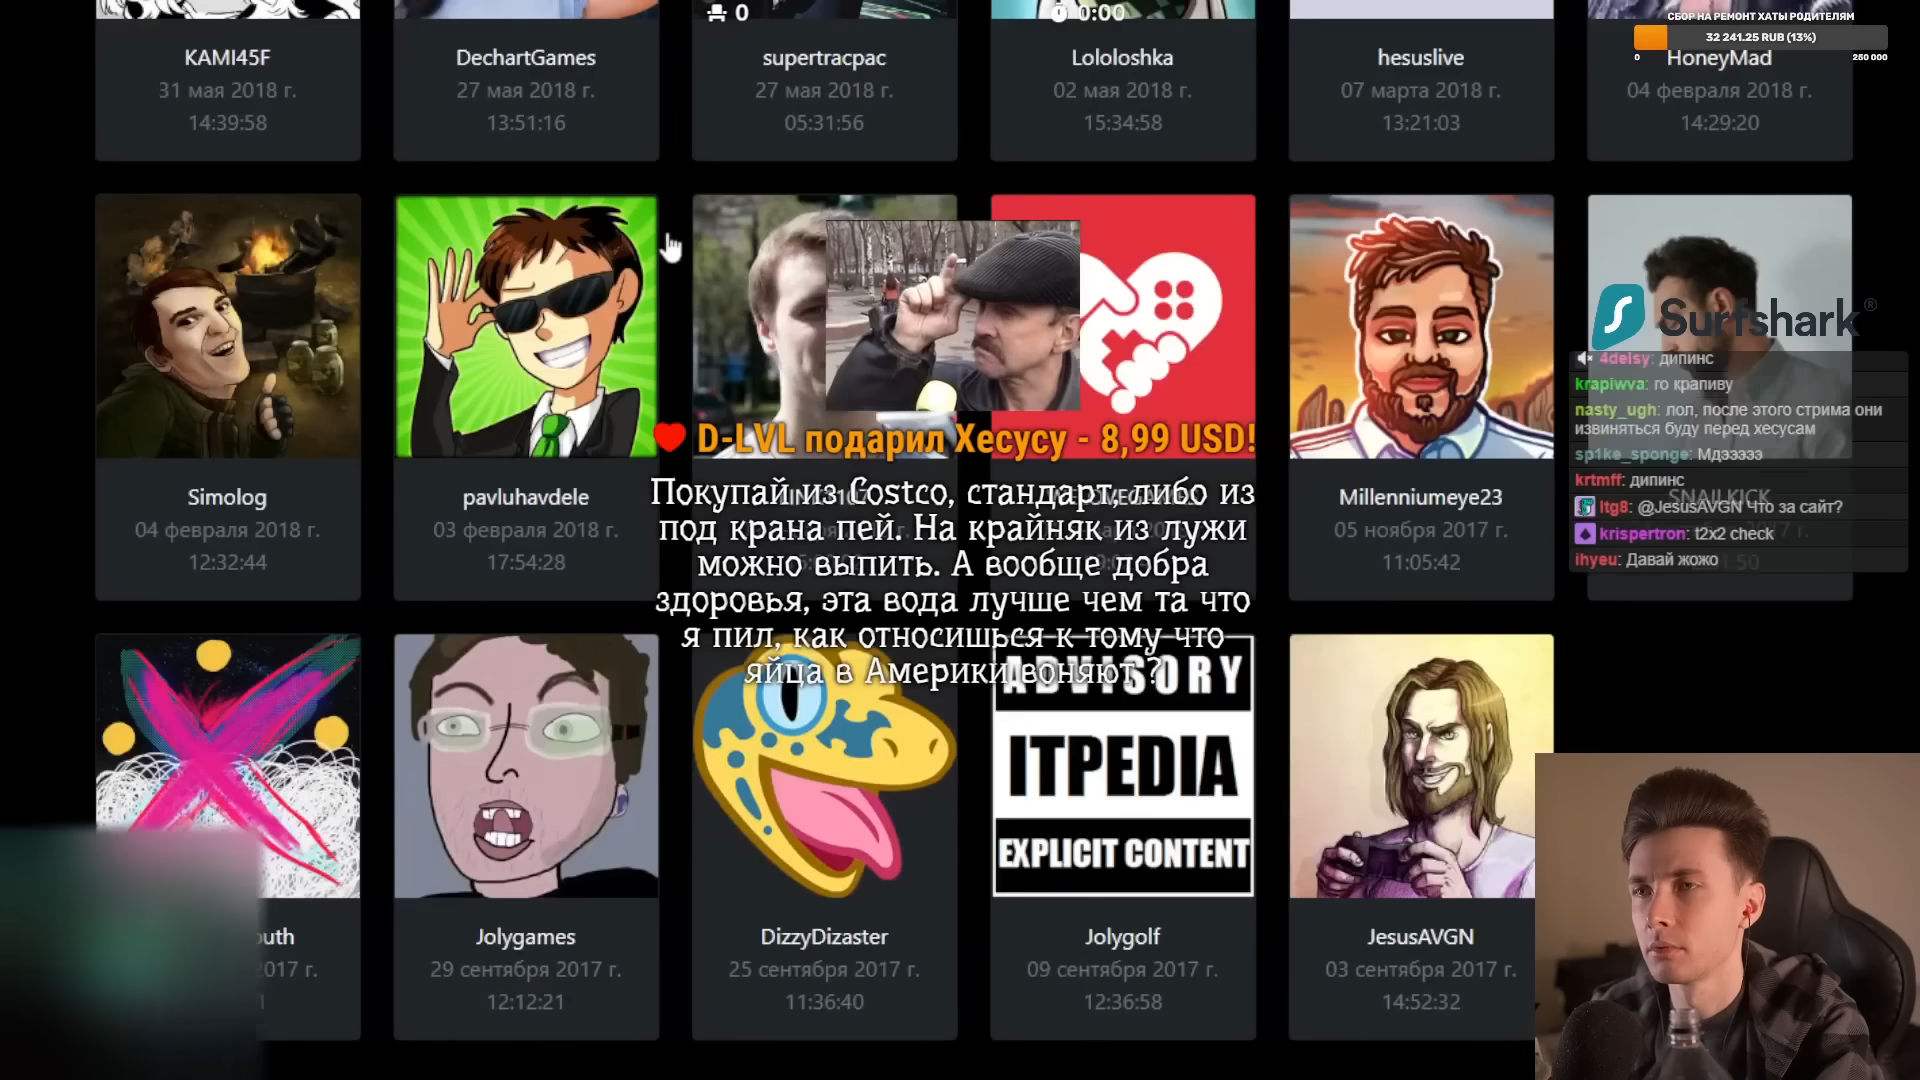 0
0:00
СБОР НА РЕМОНТ ХАТЫ РОДИТЕЛЯМ
32 241.25 RUB (13%)
0
250 000
KAMI45F
DechartGames
supertracpac
Lololoshka
hesuslive
HoneyMad
31 мая 2018 г.
27 мая 2018 г.
27 мая 2018 г.
02 мая 2018 г.
07 марта 2018 г.
04 февраля 2018 г.
14:39:58
13:51:16
05:31:56
15:34:58
13:21:03
14:29:20
Surfshark®
4deisy: дипинс
krapiwva: го крапиву
nasty_ugh: лол, после этого стрима они
извиняться буду перед хесусам
sp1ke_sponge: Мдэзззз
krtmff: дипинс
ltg8: @JesusAVGN Что за сайт?
krispertron: t2x2 check
ihyeu: Давай жожо
D-LVL подарил Хесусу - 8,99 USD!
Покупай из Costco, стандарт, либо из
под крана пей. На крайняк из лужи
можно выпить. А вообще добра
здоровья, эта вода лучше чем та что
я пил, как относишься к тому что
яйца в Америки воняют ?
Simolog
pavluhavdele
Millenniumeye23
SNAILKICK
04 февраля 2018 г.
03 февраля 2018 г.
05 ноября 2017 г.
12:32:44
17:54:28
11:05:42
ADVISORY
ITPEDIA
EXPLICIT CONTENT
outh
Jolygames
DizzyDizaster
Jolygolf
JesusAVGN
2017 г.
29 сентября 2017 г.
25 сентября 2017 г.
09 сентября 2017 г.
03 сентября 2017 г.
1
12:12:21
11:36:40
12:36:58
14:52:32